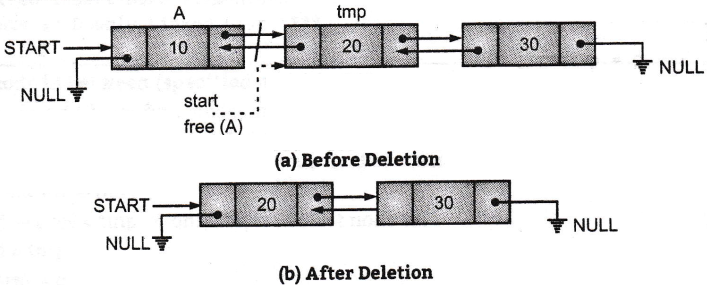 A tmp
START 10 20 30
NULL NULL
start
free (A)
(a) Before Deletion
START 20 30
NULL NULL
(b) After Deletion